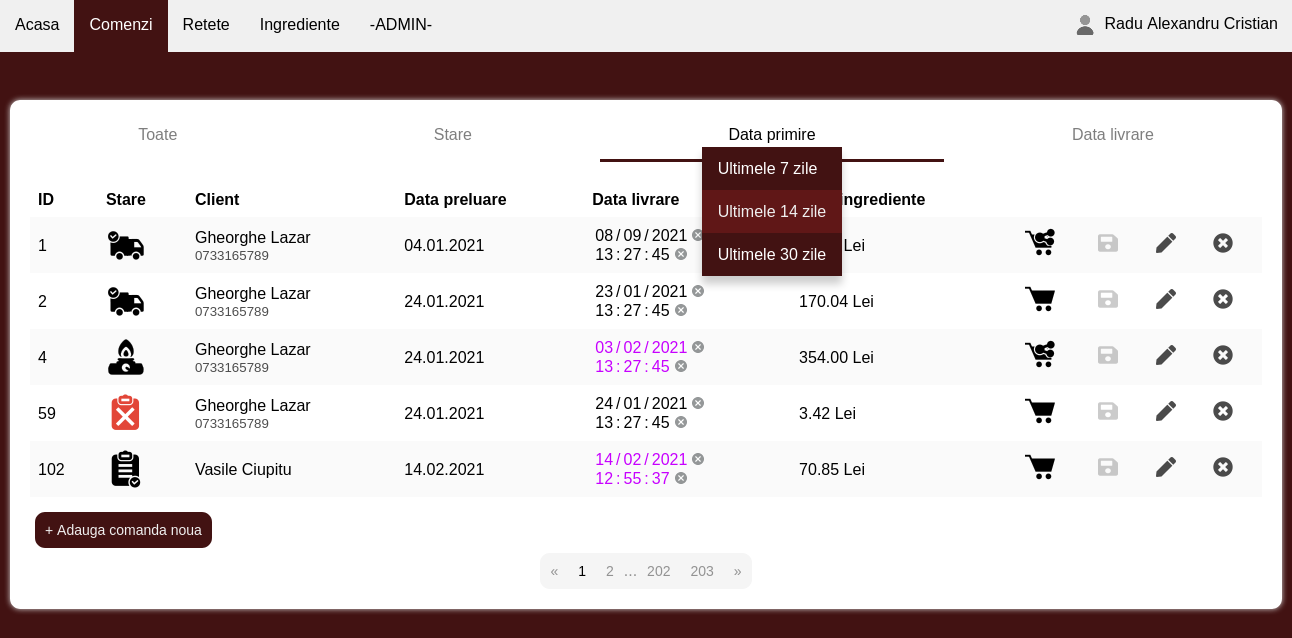 Acasa Comenzi Retete Ingrediente -ADMIN- Radu Alexandru Cristian
Toate Stare Data primire Data livrare
Ultimele 7 zile
Ultimele 14 zile
Ultimele 30 zile
ID Stare Client Data preluare Data livrare ingrediente
1 Gheorghe Lazar 04.01.2021 08 / 09 / 2021 Lei
0733165789 13 : 27 : 45
2 Gheorghe Lazar 24.01.2021 23 / 01 / 2021 170.04 Lei
0733165789 13 : 27 : 45
4 Gheorghe Lazar 24.01.2021 03 / 02 / 2021 354.00 Lei
0733165789 13 : 27 : 45
59 Gheorghe Lazar 24.01.2021 24 / 01 / 2021 3.42 Lei
0733165789 13 : 27 : 45
102 Vasile Ciupitu 14.02.2021 14 / 02 / 2021 70.85 Lei
12 : 55 : 37
+ Adauga comanda noua
« 1 2 … 202 203 »